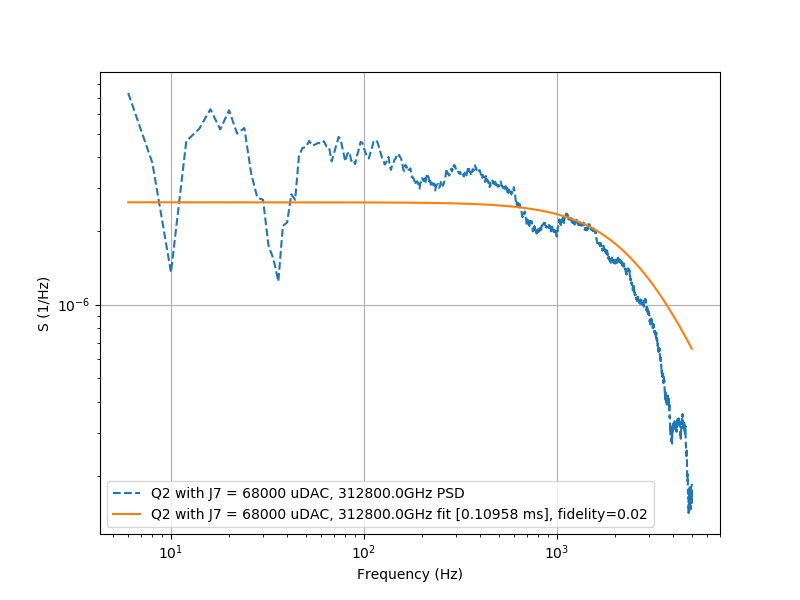 S (1/Hz)
10⁻⁶
Q2 with J7 = 68000 uDAC, 312800.0GHz PSD
Q2 with J7 = 68000 uDAC, 312800.0GHz fit [0.10958 ms], fidelity=0.02
10¹ 10² 10³
Frequency (Hz)